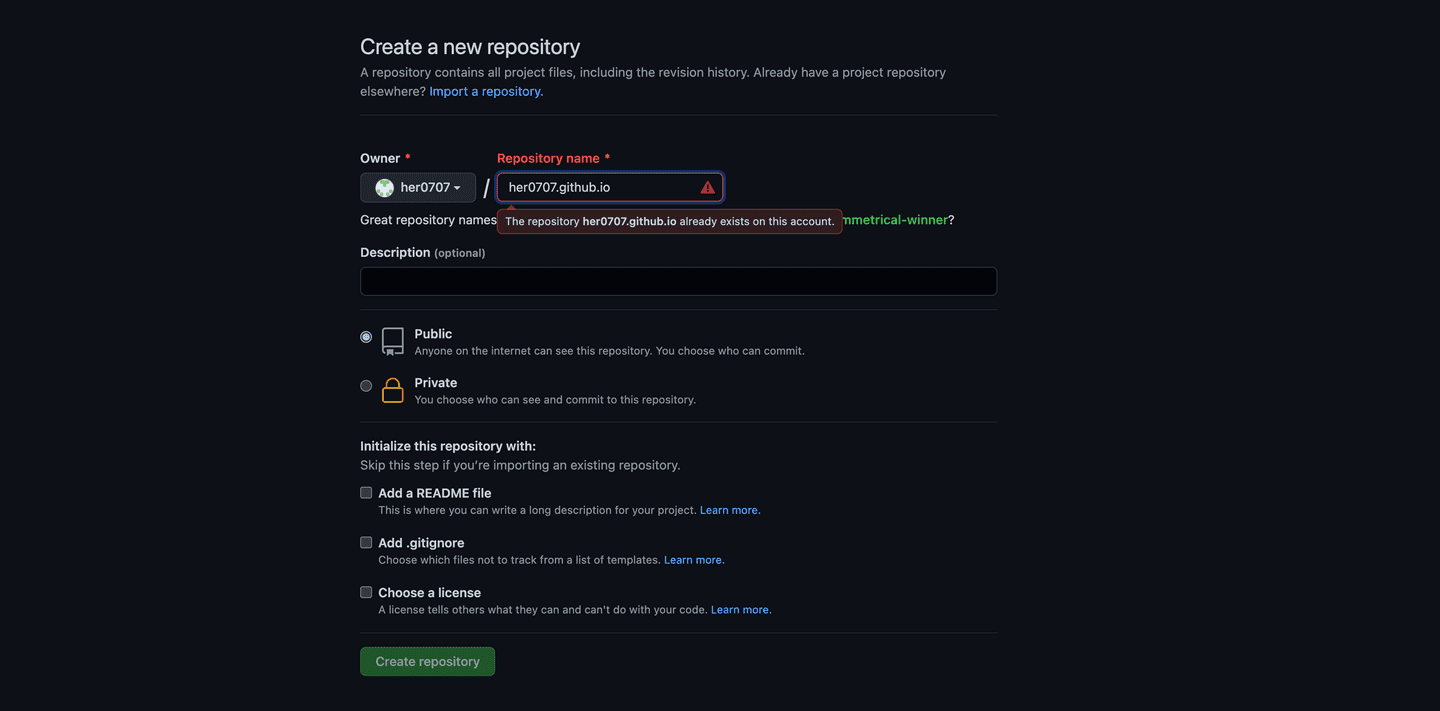 Create a new repository
A repository contains all project files, including the revision history. Already have a project repository
elsewhere? Import a repository.
Owner *
Repository name *
her0707
/
her0707.github.io
Great repository names
The repository her0707.github.io already exists on this account.
mmetrical-winner?
Description (optional)
Public
Anyone on the internet can see this repository. You choose who can commit.
Private
You choose who can see and commit to this repository.
Initialize this repository with:
Skip this step if you’re importing an existing repository.
Add a README file
This is where you can write a long description for your project. Learn more.
Add .gitignore
Choose which files not to track from a list of templates. Learn more.
Choose a license
A license tells others what they can and can't do with your code. Learn more.
Create repository